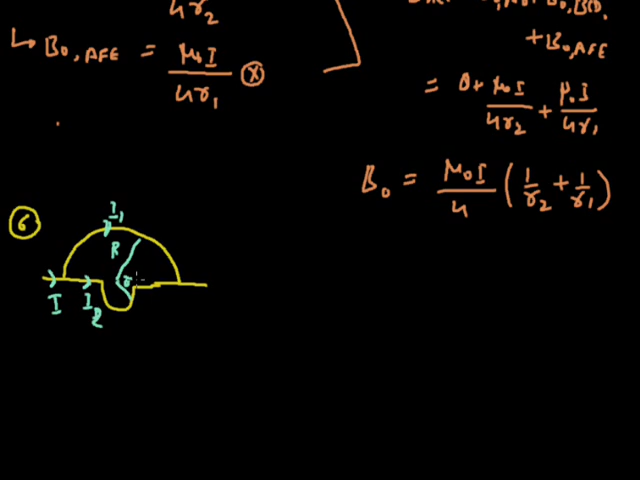 4r₂
↳ B₀,AFE = μ₀I / 4r₁ ⊗
+ B₀,AFE
= 0 + μ₀I / 4r₂ + μ₀I / 4r₁
B₀ = μ₀I / 4 ( 1/r₂ + 1/r₁ )
⑥
I₁
R
r
I
I₂